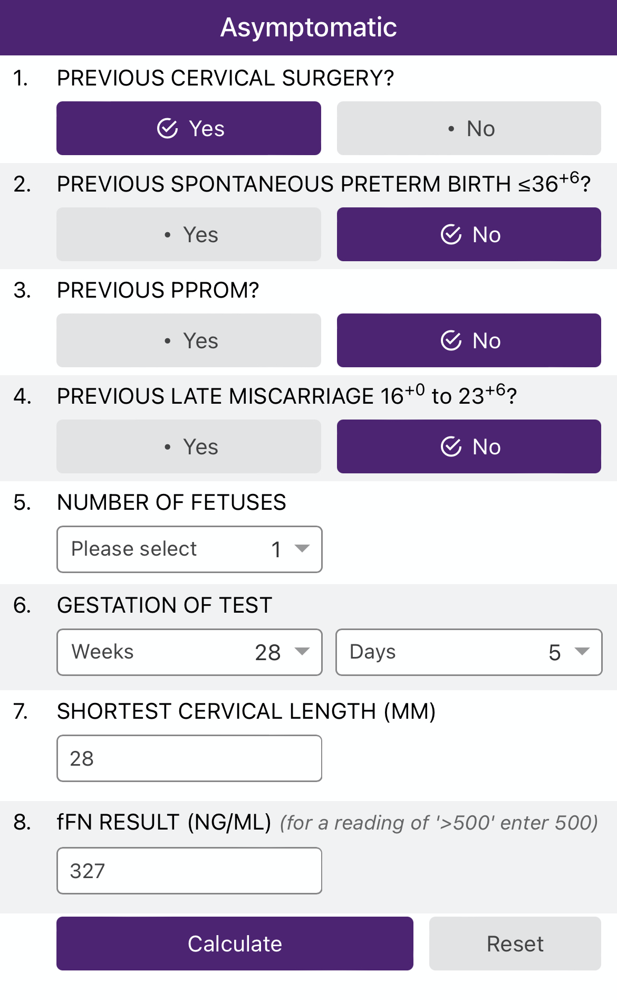 Asymptomatic
1. PREVIOUS CERVICAL SURGERY?
Yes • No
2. PREVIOUS SPONTANEOUS PRETERM BIRTH ≤36⁺⁶?
• Yes No
3. PREVIOUS PPROM?
• Yes No
4. PREVIOUS LATE MISCARRIAGE 16⁺⁰ to 23⁺⁶?
• Yes No
5. NUMBER OF FETUSES
Please select 1
6. GESTATION OF TEST
Weeks 28 Days 5
7. SHORTEST CERVICAL LENGTH (MM)
28
8. fFN RESULT (NG/ML) (for a reading of '>500' enter 500)
327
Calculate Reset